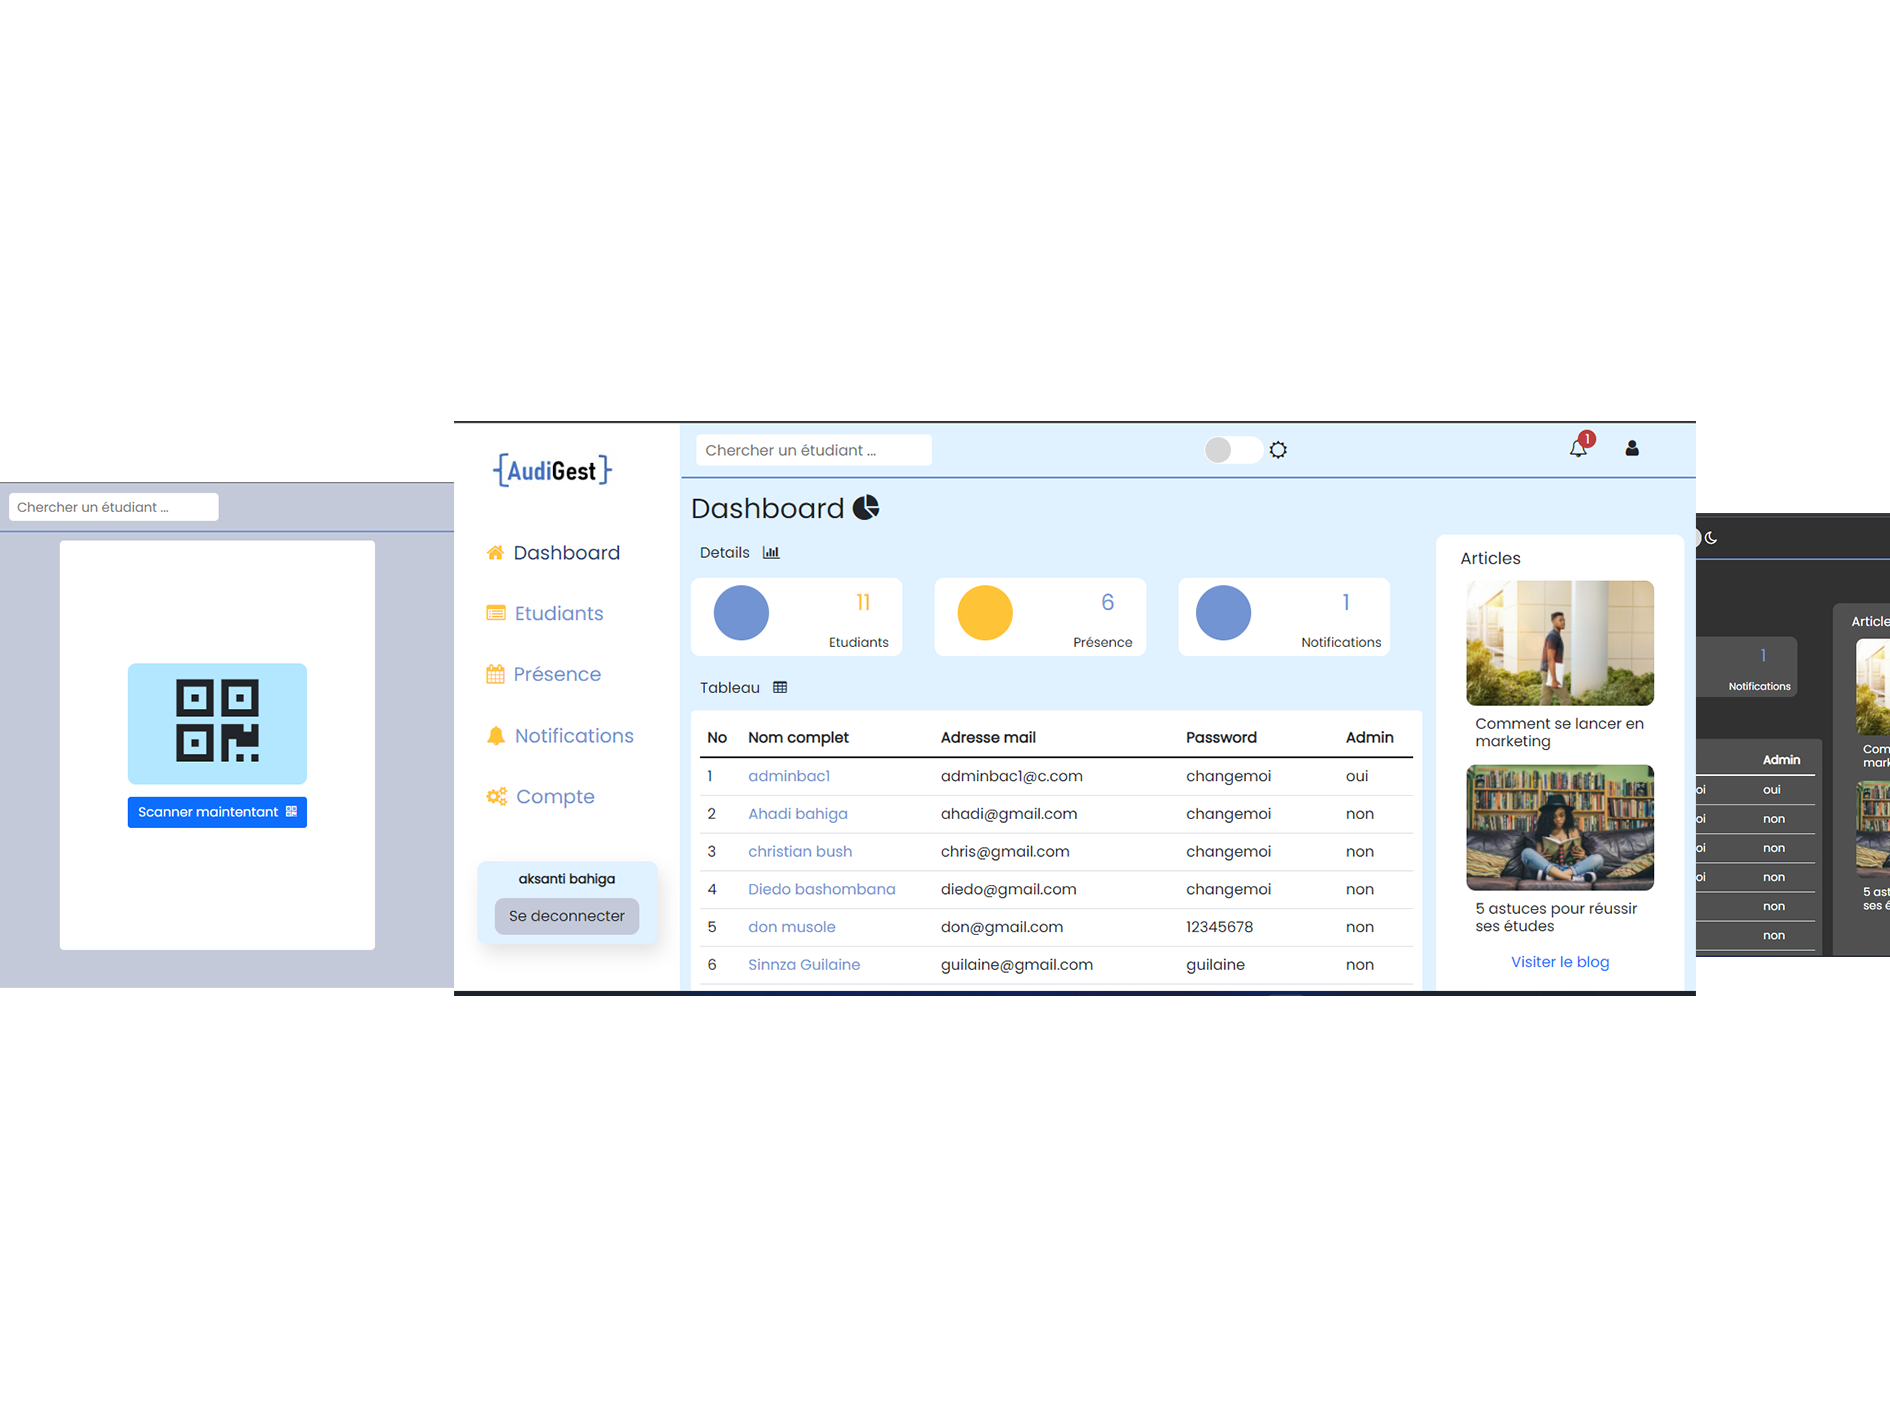 Chercher un étudiant ...
Scanner maintentant
{AudiGest}
Dashboard
Etudiants
Présence
Notifications
Compte
aksanti bahiga
Se deconnecter
Chercher un étudiant ...
1
Dashboard
Details
11
Etudiants
6
Présence
1
Notifications
Tableau
No Nom complet Adresse mail Password Admin
1 adminbac1 adminbac1@c.com changemoi oui
2 Ahadi bahiga ahadi@gmail.com changemoi non
3 christian bush chris@gmail.com changemoi non
4 Diedo bashombana diedo@gmail.com changemoi non
5 don musole don@gmail.com 12345678 non
6 Sinnza Guilaine guilaine@gmail.com guilaine non
Articles
Comment se lancer en
marketing
5 astuces pour réussir
ses études
Visiter le blog
1
Notifications
Admin
oi oui
oi non
oi non
oi non
non
non
Article
Com
mark
5 ast
ses é